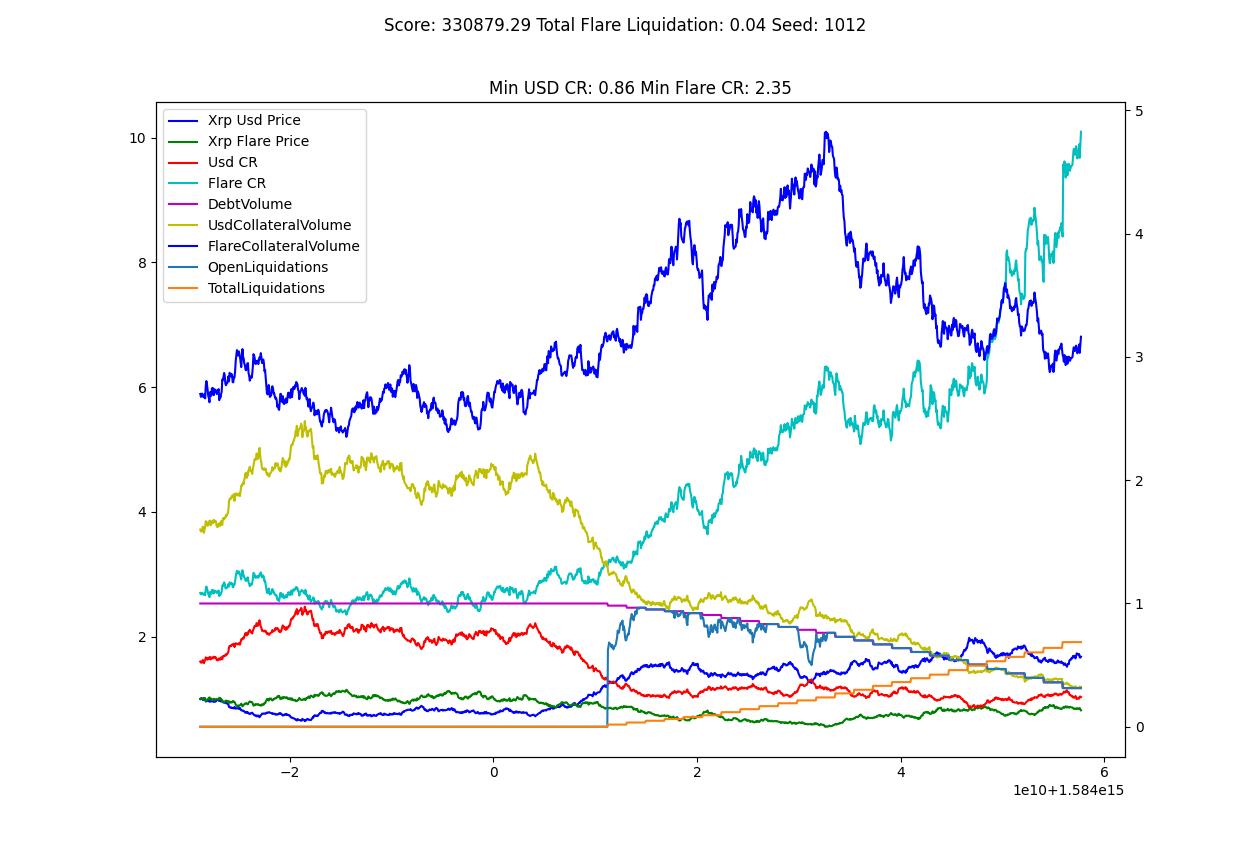 Score: 330879.29 Total Flare Liquidation: 0.04 Seed: 1012
Min USD CR: 0.86 Min Flare CR: 2.35
Xrp Usd Price
Xrp Flare Price
Usd CR
Flare CR
DebtVolume
UsdCollateralVolume
FlareCollateralVolume
OpenLiquidations
TotalLiquidations
10
8
6
4
2
5
4
3
2
1
0
−2
0
2
4
6
1e10+1.584e15